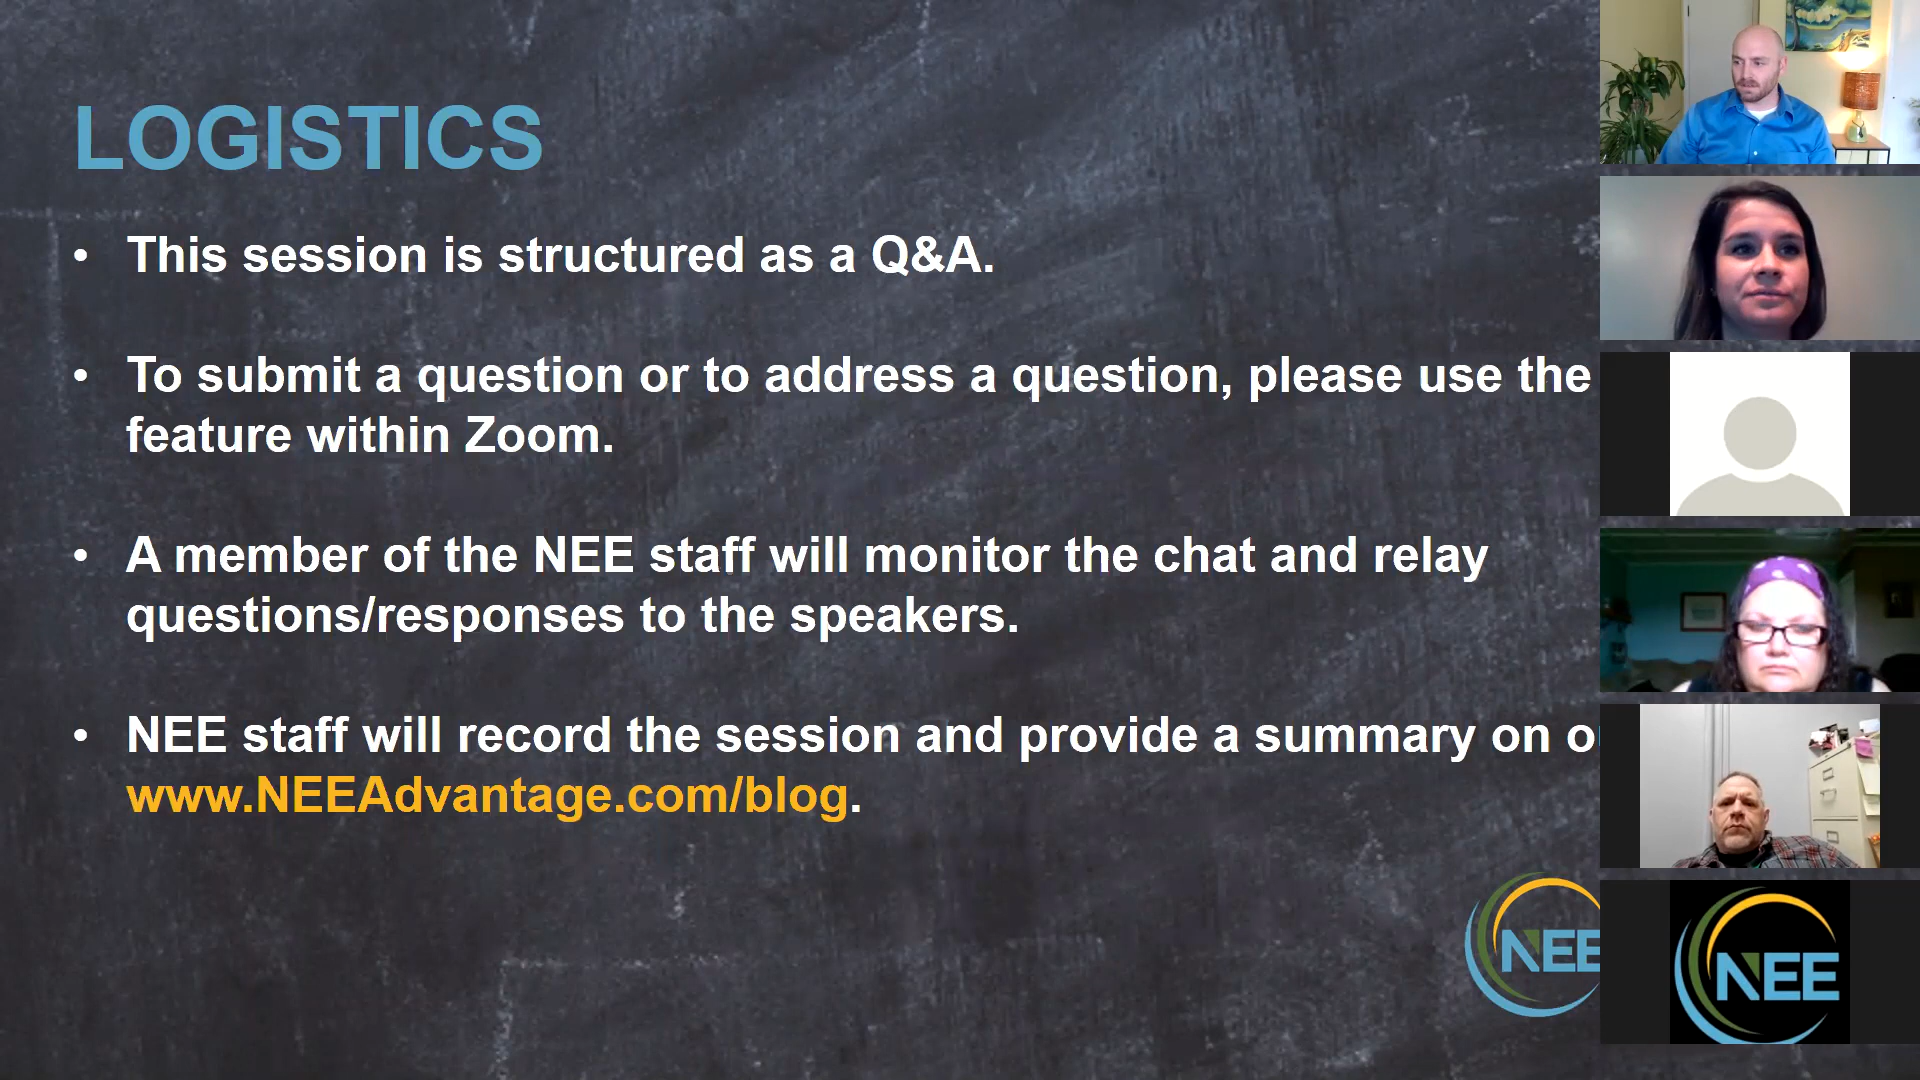 LOGISTICS
• This session is structured as a Q&A.
• To submit a question or to address a question, please use the
feature within Zoom.
• A member of the NEE staff will monitor the chat and relay
questions/responses to the speakers.
• NEE staff will record the session and provide a summary on
www.NEEAdvantage.com/blog.
NEE
NEE